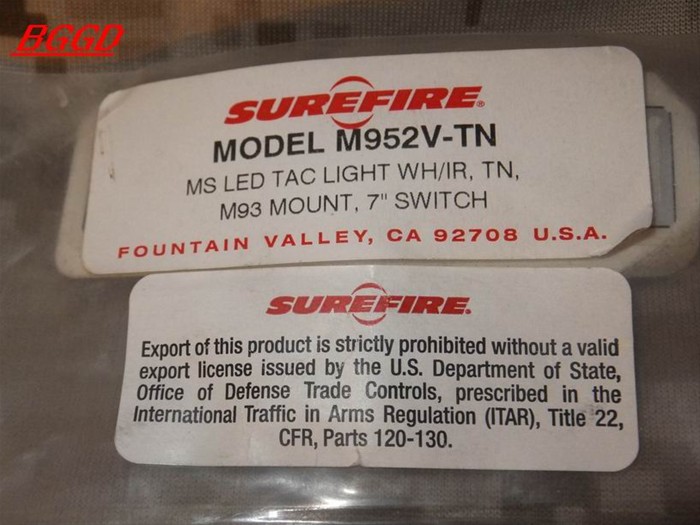 BGGD
SUREFIRE®
MODEL M952V-TN
MS LED TAC LIGHT WH/IR, TN,
M93 MOUNT, 7" SWITCH
FOUNTAIN VALLEY, CA 92708 U.S.A.
SUREFIRE.
Export of this product is strictly prohibited without a valid
export license issued by the U.S. Department of State,
Office of Defense Trade Controls, prescribed in the
International Traffic in Arms Regulation (ITAR), Title 22,
CFR, Parts 120-130.